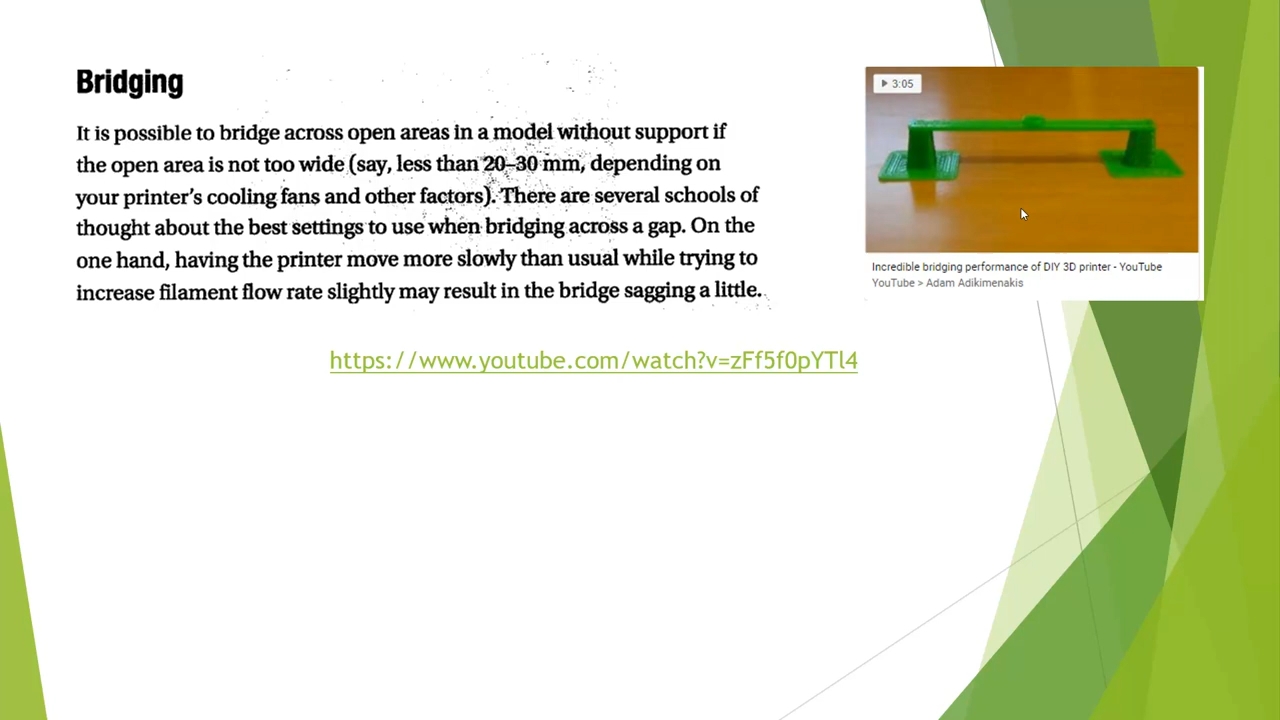 Bridging
It is possible to bridge across open areas in a model without support if
the open area is not too wide (say, less than 20–30 mm, depending on
your printer's cooling fans and other factors). There are several schools of
thought about the best settings to use when bridging across a gap. On the
one hand, having the printer move more slowly than usual while trying to
increase filament flow rate slightly may result in the bridge sagging a little.
3:05
Incredible bridging performance of DIY 3D printer - YouTube
YouTube > Adam Adikimenakis
https://www.youtube.com/watch?v=zFf5f0pYTl4